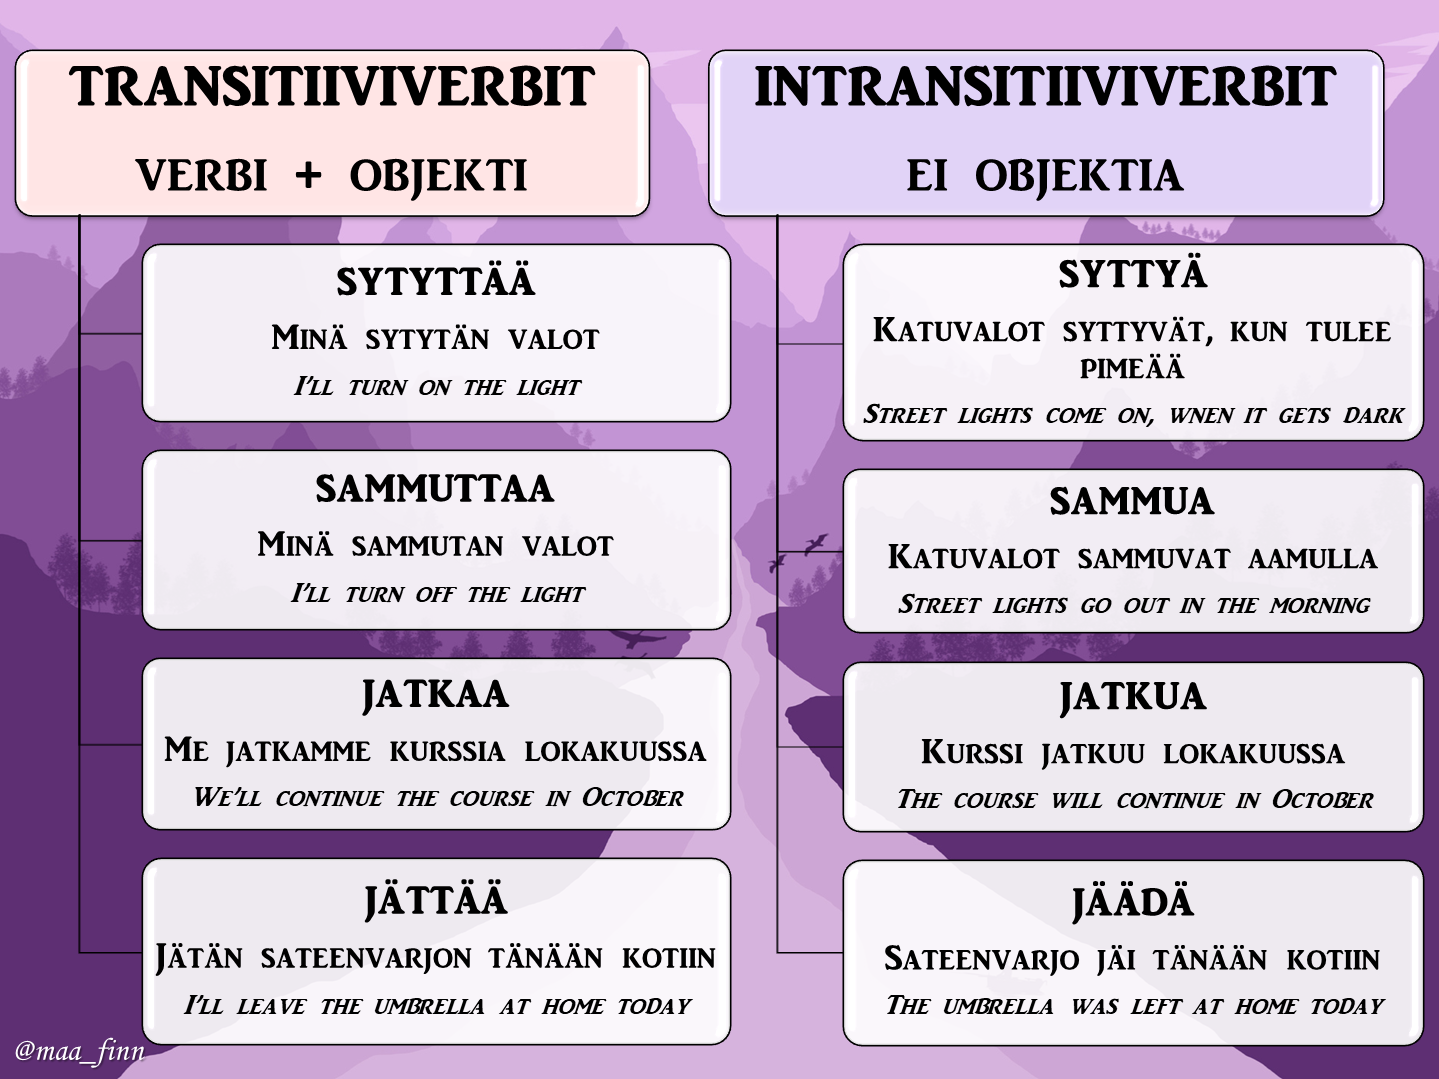 TRANSITIIVIVERBIT
VERBI + OBJEKTI
SYTYTTÄÄ
MINÄ SYTYTÄN VALOT
I'LL TURN ON THE LIGHT
SAMMUTTAA
MINÄ SAMMUTAN VALOT
I'LL TURN OFF THE LIGHT
JATKAA
ME JATKAMME KURSSIA LOKAKUUSSA
WE'LL CONTINUE THE COURSE IN OCTOBER
JÄTTÄÄ
JÄTÄN SATEENVARJON TÄNÄÄN KOTIIN
I'LL LEAVE THE UMBRELLA AT HOME TODAY
INTRANSITIIVIVERBIT
EI OBJEKTIA
SYTTYÄ
KATUVALOT SYTTYVÄT, KUN TULEE
PIMEÄÄ
STREET LIGHTS COME ON, WNEN IT GETS DARK
SAMMUA
KATUVALOT SAMMUVAT AAMULLA
STREET LIGHTS GO OUT IN THE MORNING
JATKUA
KURSSI JATKUU LOKAKUUSSA
THE COURSE WILL CONTINUE IN OCTOBER
JÄÄDÄ
SATEENVARJO JÄI TÄNÄÄN KOTIIN
THE UMBRELLA WAS LEFT AT HOME TODAY
@maa_finn